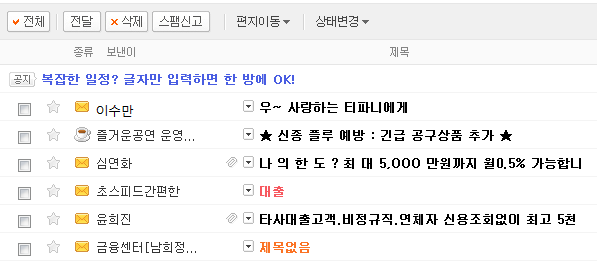 전체 전달 삭제 스팸신고 편지이동 상태변경
종류 보낸이 제목
공지 복잡한 일정? 글자만 입력하면 한 방에 OK!
이수만 우~ 사랑하는 티파니에게
즐거운공연 운영... ★ 신종 플루 예방 : 긴급 공구상품 추가 ★
심연화 나 의 한 도 ? 최 대 5,000 만원까지 월0.5% 가능합니
초스피드간편한 대출
윤희진 타사대출고객.비정규직.연체자 신용조회없이 최고 5천
금융센터[남희정... 제목없음